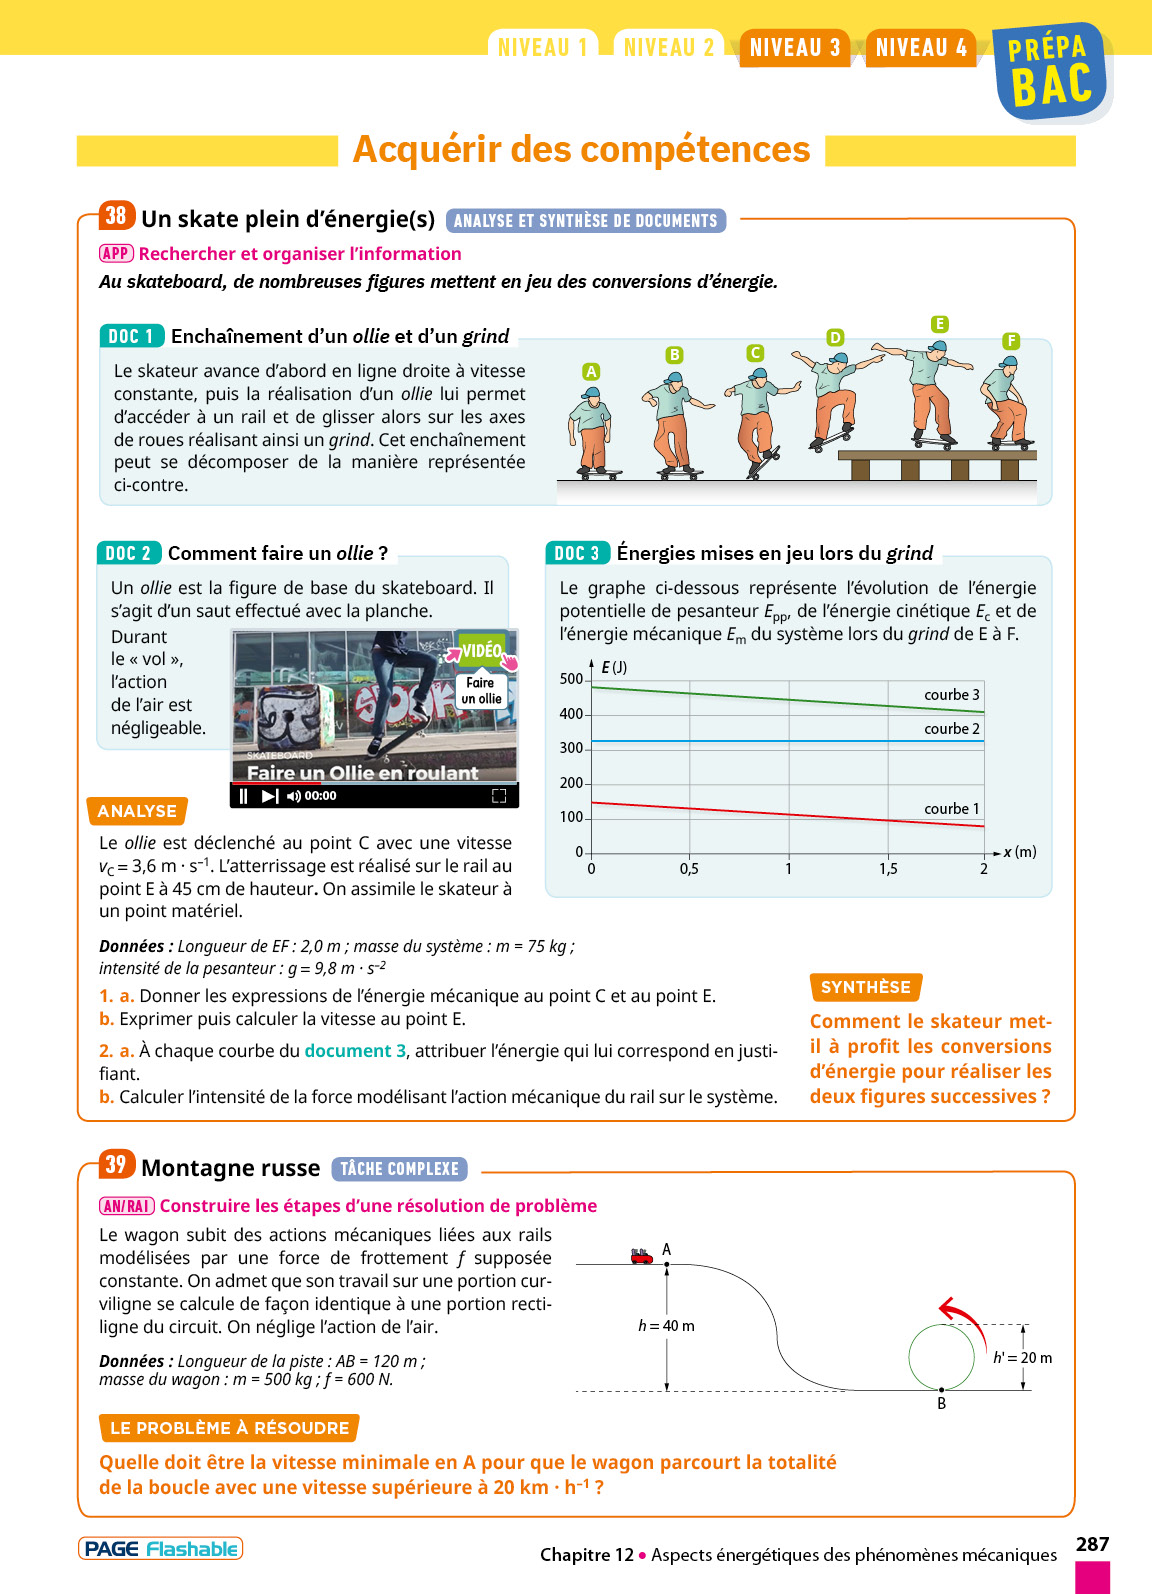 NIVEAU 1 NIVEAU 2 NIVEAU 3 NIVEAU 4
PRÉPA
BAC
Acquérir des compétences
38 Un skate plein d'énergie(s) ANALYSE ET SYNTHÈSE DE DOCUMENTS
APP Rechercher et organiser l'information
Au skateboard, de nombreuses figures mettent en jeu des conversions d'énergie.
DOC 1 Enchaînement d'un ollie et d'un grind
Le skateur avance d'abord en ligne droite à vitesse
constante, puis la réalisation d'un ollie lui permet
d'accéder à un rail et de glisser alors sur les axes
de roues réalisant ainsi un grind. Cet enchaînement
peut se décomposer de la manière représentée
ci-contre.
A B C D E F
DOC 2 Comment faire un ollie ?
Un ollie est la figure de base du skateboard. Il
s'agit d'un saut effectué avec la planche.
Durant
le « vol »,
l'action
de l'air est
négligeable.
VIDÉO
Faire
un ollie
SKATEBOARD
Faire un Ollie en roulant
00:00
DOC 3 Énergies mises en jeu lors du grind
Le graphe ci-dessous représente l'évolution de l'énergie
potentielle de pesanteur Epp, de l'énergie cinétique Ec et de
l'énergie mécanique Em du système lors du grind de E à F.
E (J)
500
400
300
200
100
0
courbe 3
courbe 2
courbe 1
x (m)
0 0,5 1 1,5 2
ANALYSE
Le ollie est déclenché au point C avec une vitesse
vC = 3,6 m · s–1. L'atterrissage est réalisé sur le rail au
point E à 45 cm de hauteur. On assimile le skateur à
un point matériel.
Données : Longueur de EF : 2,0 m ; masse du système : m = 75 kg ;
intensité de la pesanteur : g = 9,8 m · s–2
1. a. Donner les expressions de l'énergie mécanique au point C et au point E.
b. Exprimer puis calculer la vitesse au point E.
2. a. À chaque courbe du document 3, attribuer l'énergie qui lui correspond en justi-
fiant.
b. Calculer l'intensité de la force modélisant l'action mécanique du rail sur le système.
SYNTHÈSE
Comment le skateur met-
il à profit les conversions
d'énergie pour réaliser les
deux figures successives ?
39 Montagne russe TÂCHE COMPLEXE
AN/RAI Construire les étapes d'une résolution de problème
Le wagon subit des actions mécaniques liées aux rails
modélisées par une force de frottement f supposée
constante. On admet que son travail sur une portion cur-
viligne se calcule de façon identique à une portion recti-
ligne du circuit. On néglige l'action de l'air.
Données : Longueur de la piste : AB = 120 m ;
masse du wagon : m = 500 kg ; f = 600 N.
A
h = 40 m
h' = 20 m
B
LE PROBLÈME À RÉSOUDRE
Quelle doit être la vitesse minimale en A pour que le wagon parcourt la totalité
de la boucle avec une vitesse supérieure à 20 km · h–1 ?
PAGE Flashable
Chapitre 12 • Aspects énergétiques des phénomènes mécaniques 287